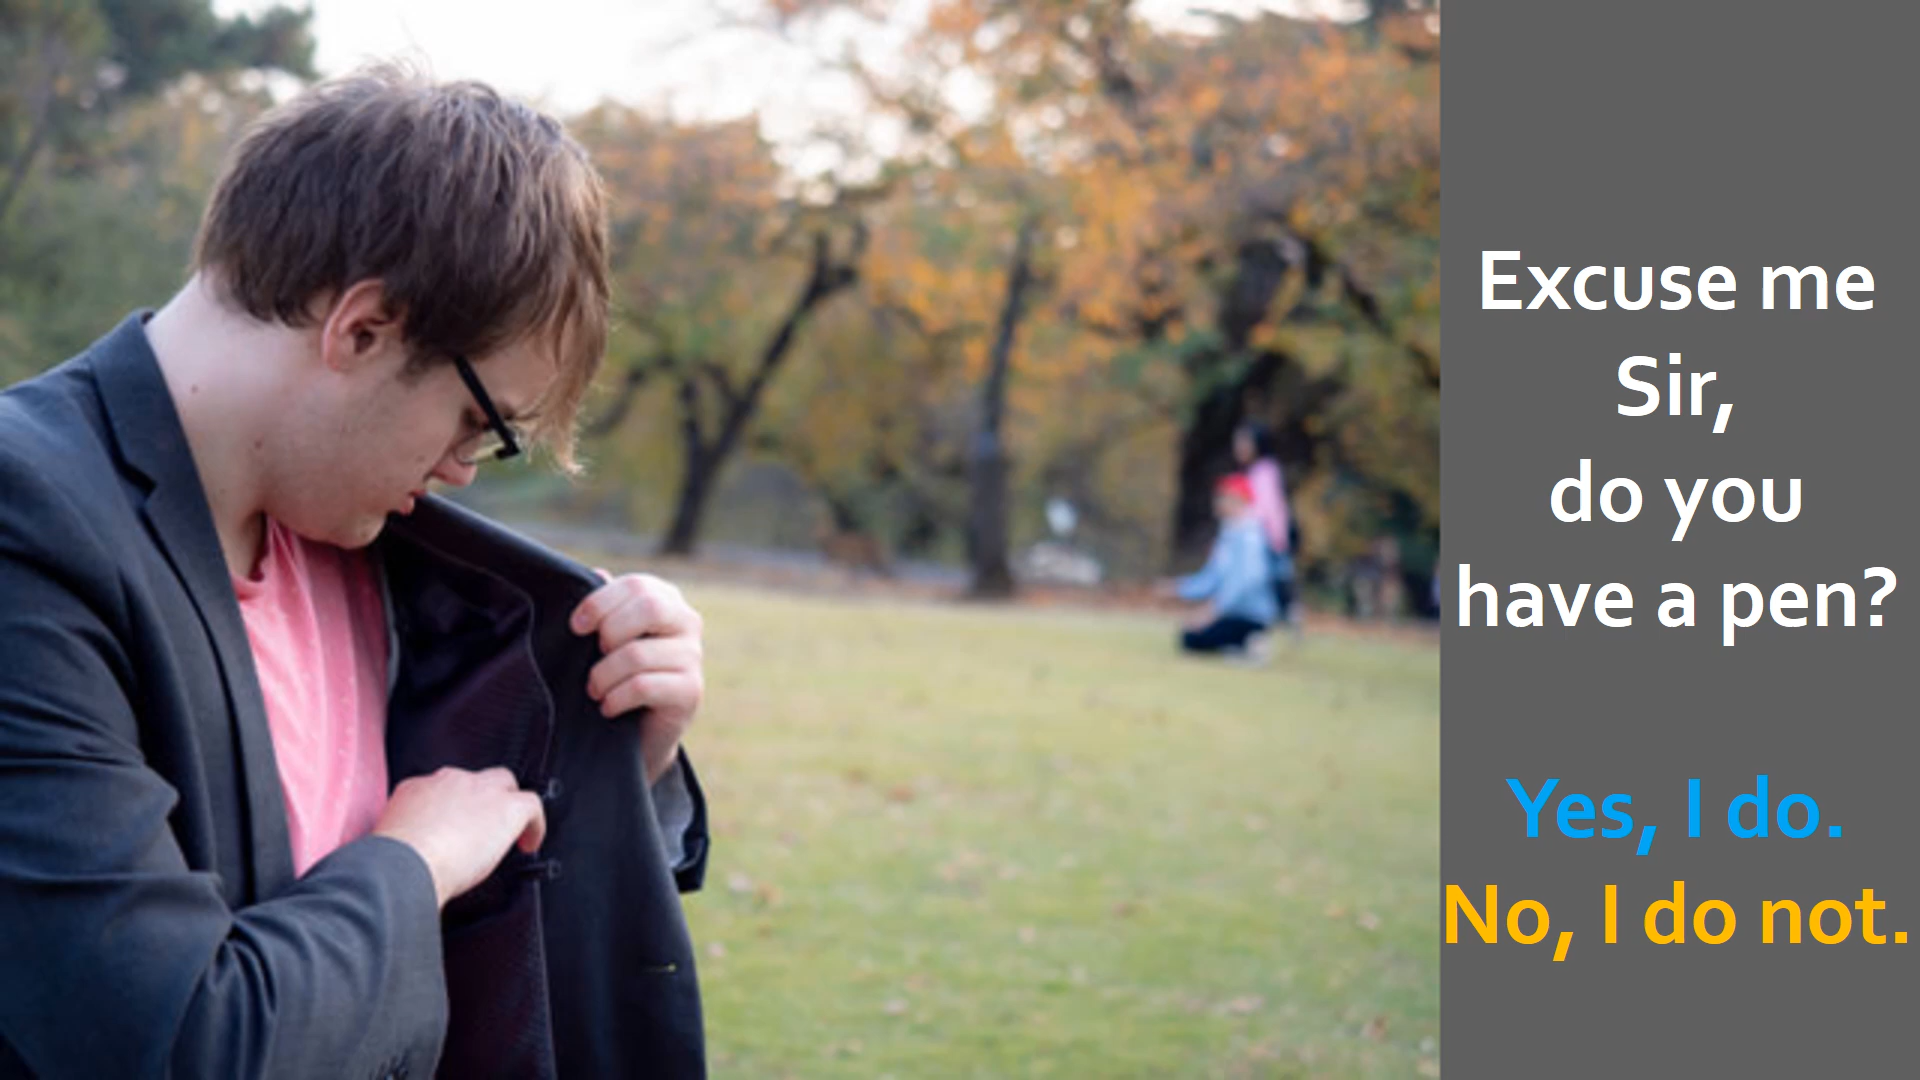 Excuse me
Sir,
do you
have a pen?
Yes, I do.
No, I do not.